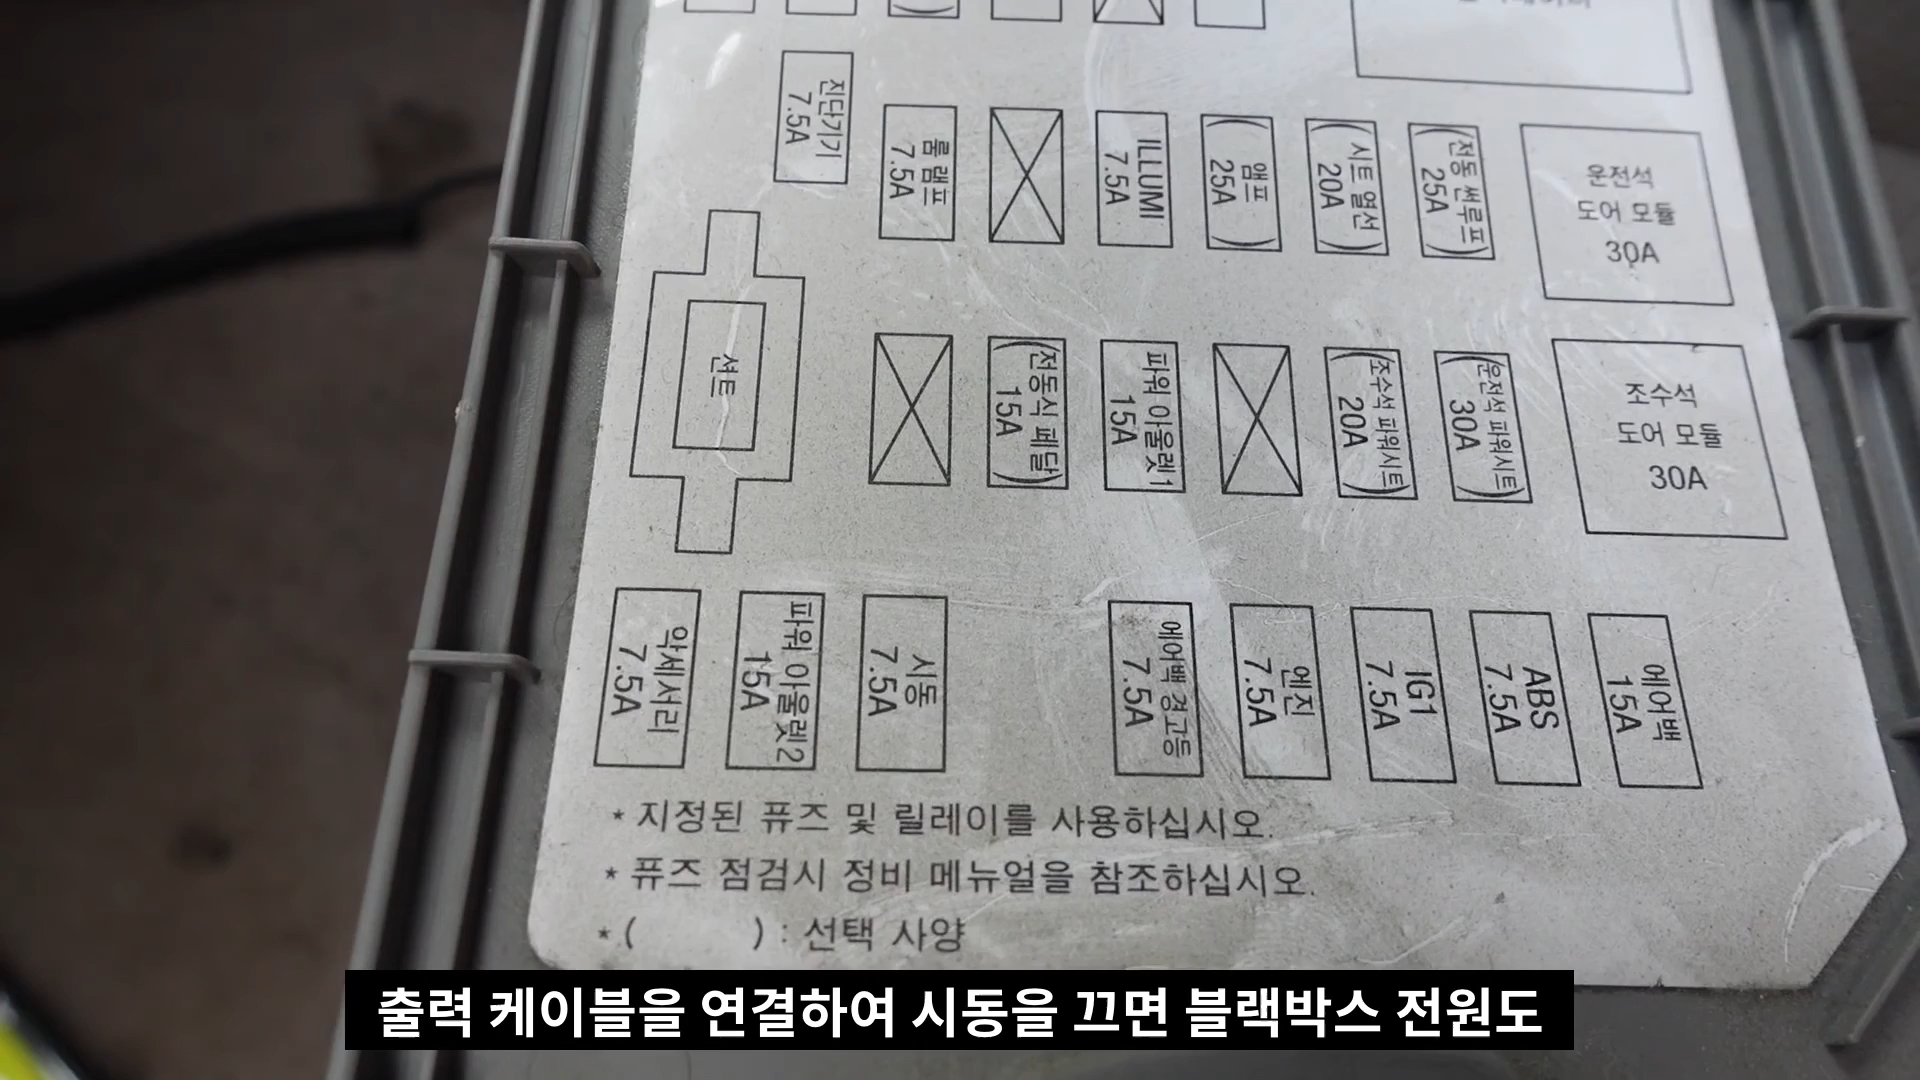 진단기기
7.5A
룸 램프
7.5A
ILLUMI
7.5A
(앰프
25A)
(시트 열선
20A)
(전동 썬루프
25A)
운전석
도어 모듈
30A
션트
(전동식 페달
15A)
파워 아울렛1
15A
(조수석 파워시트
20A)
(운전석 파워시트
30A)
조수석
도어 모듈
30A
악세서리
7.5A
파워 아울렛2
15A
시동
7.5A
에어백 경고등
7.5A
엔진
7.5A
IG1
7.5A
ABS
7.5A
에어백
15A
* 지정된 퓨즈 및 릴레이를 사용하십시오.
* 퓨즈 점검시 정비 메뉴얼을 참조하십시오.
* ( ) : 선택 사양
출력 케이블을 연결하여 시동을 끄면 블랙박스 전원도